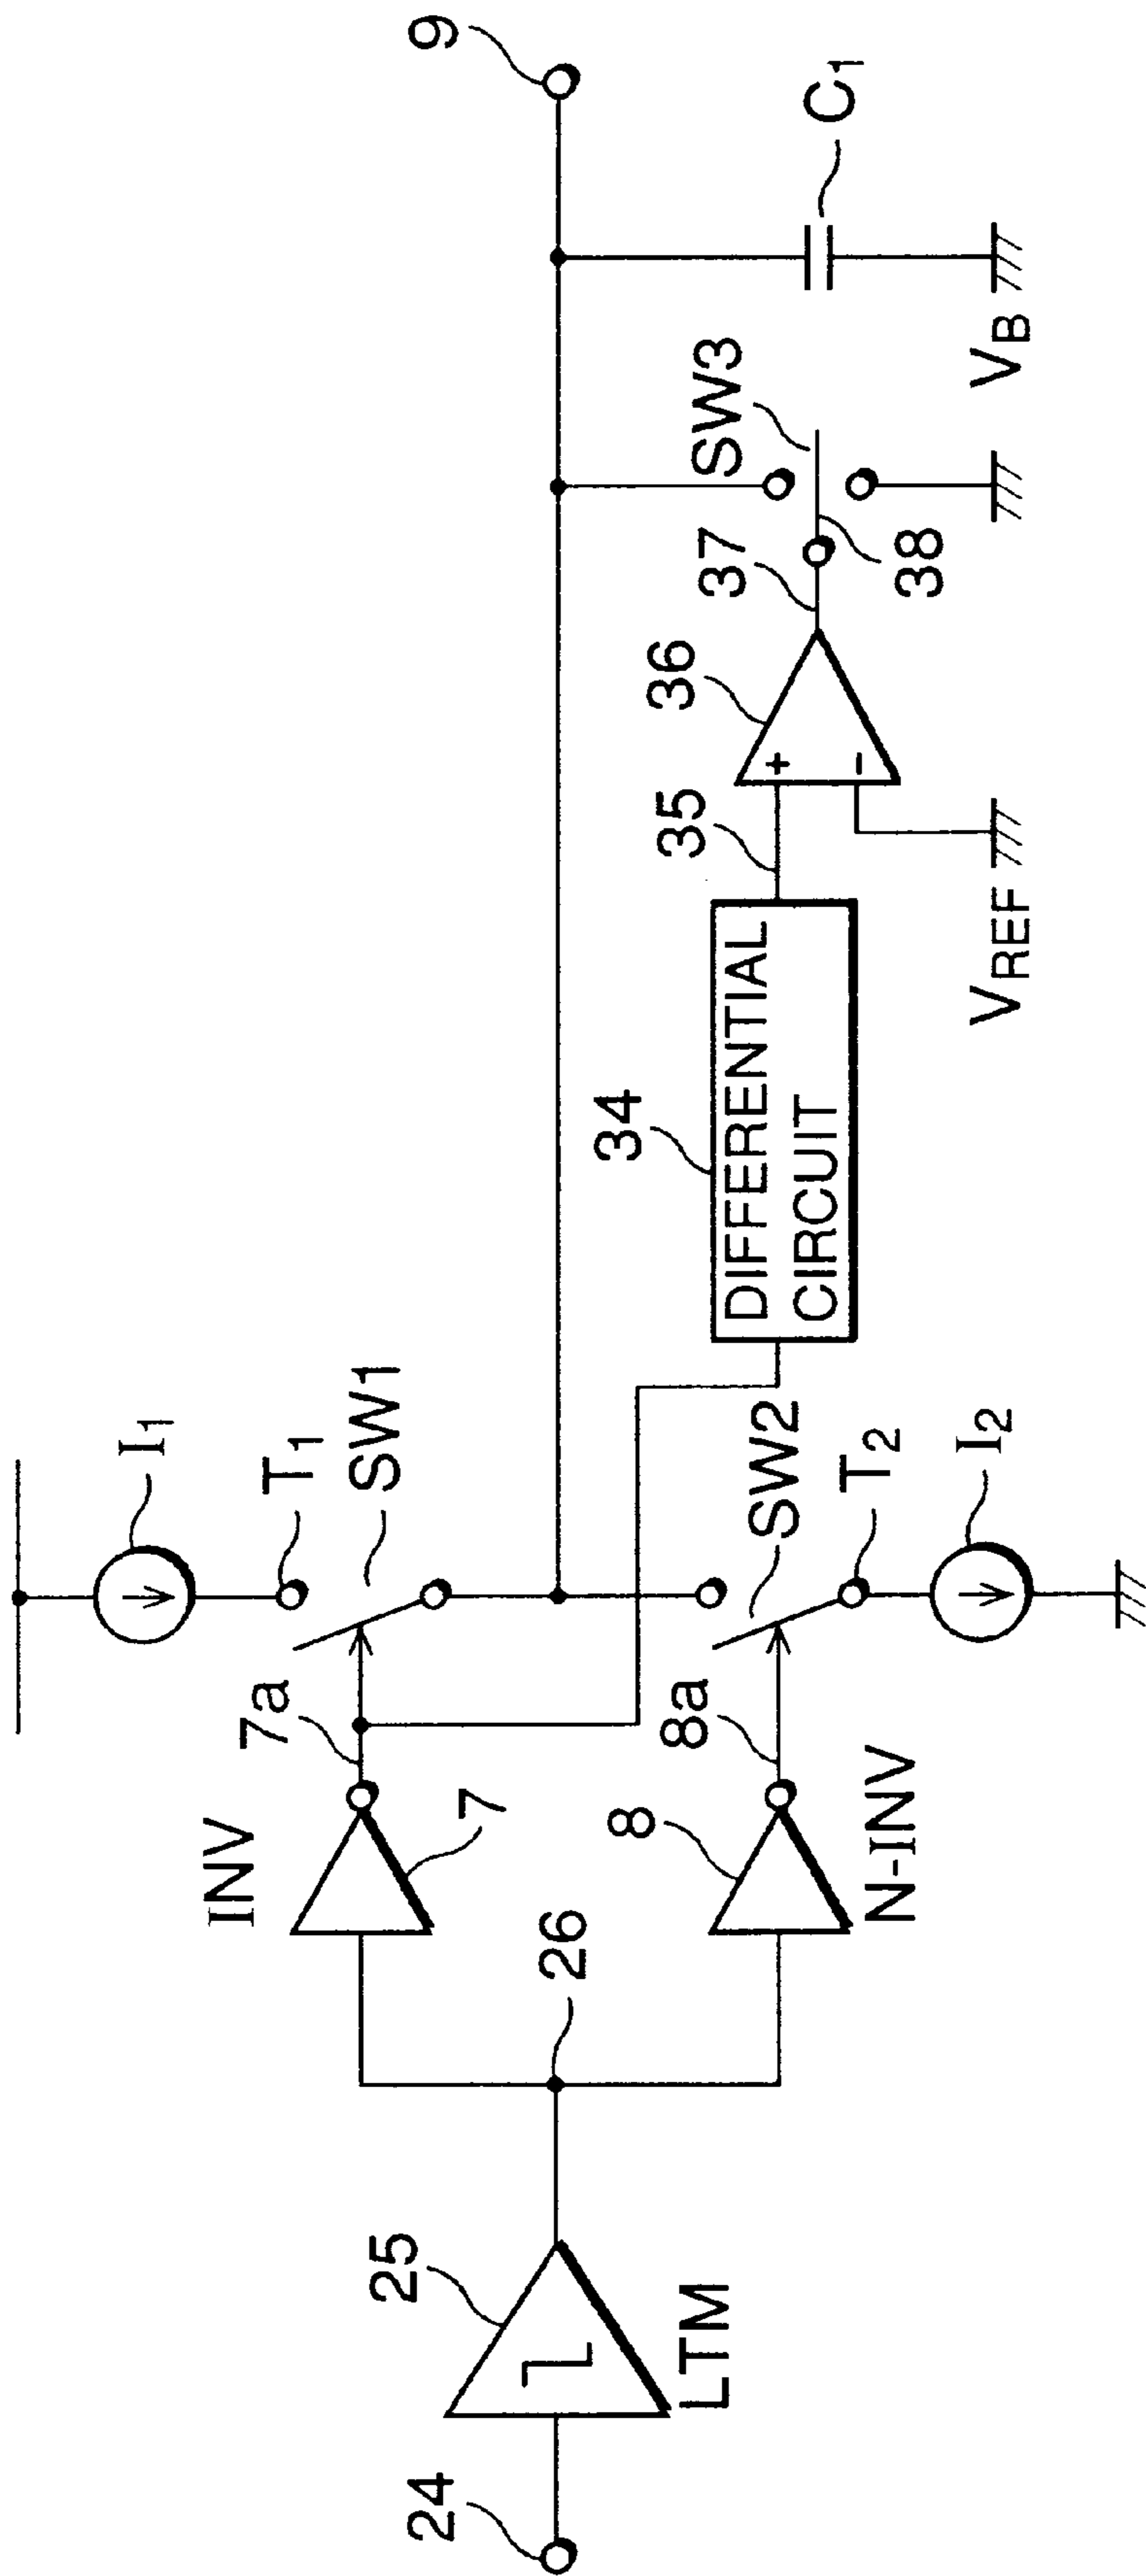 I1
T1
SW1
INV
7a
7
24
25
LTM
26
8
8a
N-INV
SW2
T2
I2
34
DIFFERENTIAL
CIRCUIT
35
36
+
−
VREF
37
38
SW3
VB
C1
9